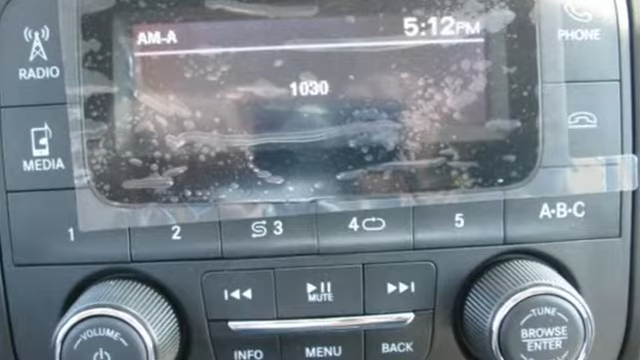 AM-A 5:12PM
PHONE
RADIO
1030
MEDIA
1 2 3 4 5 A·B·C
MUTE
TUNE
VOLUME
BROWSE
ENTER
INFO MENU BACK